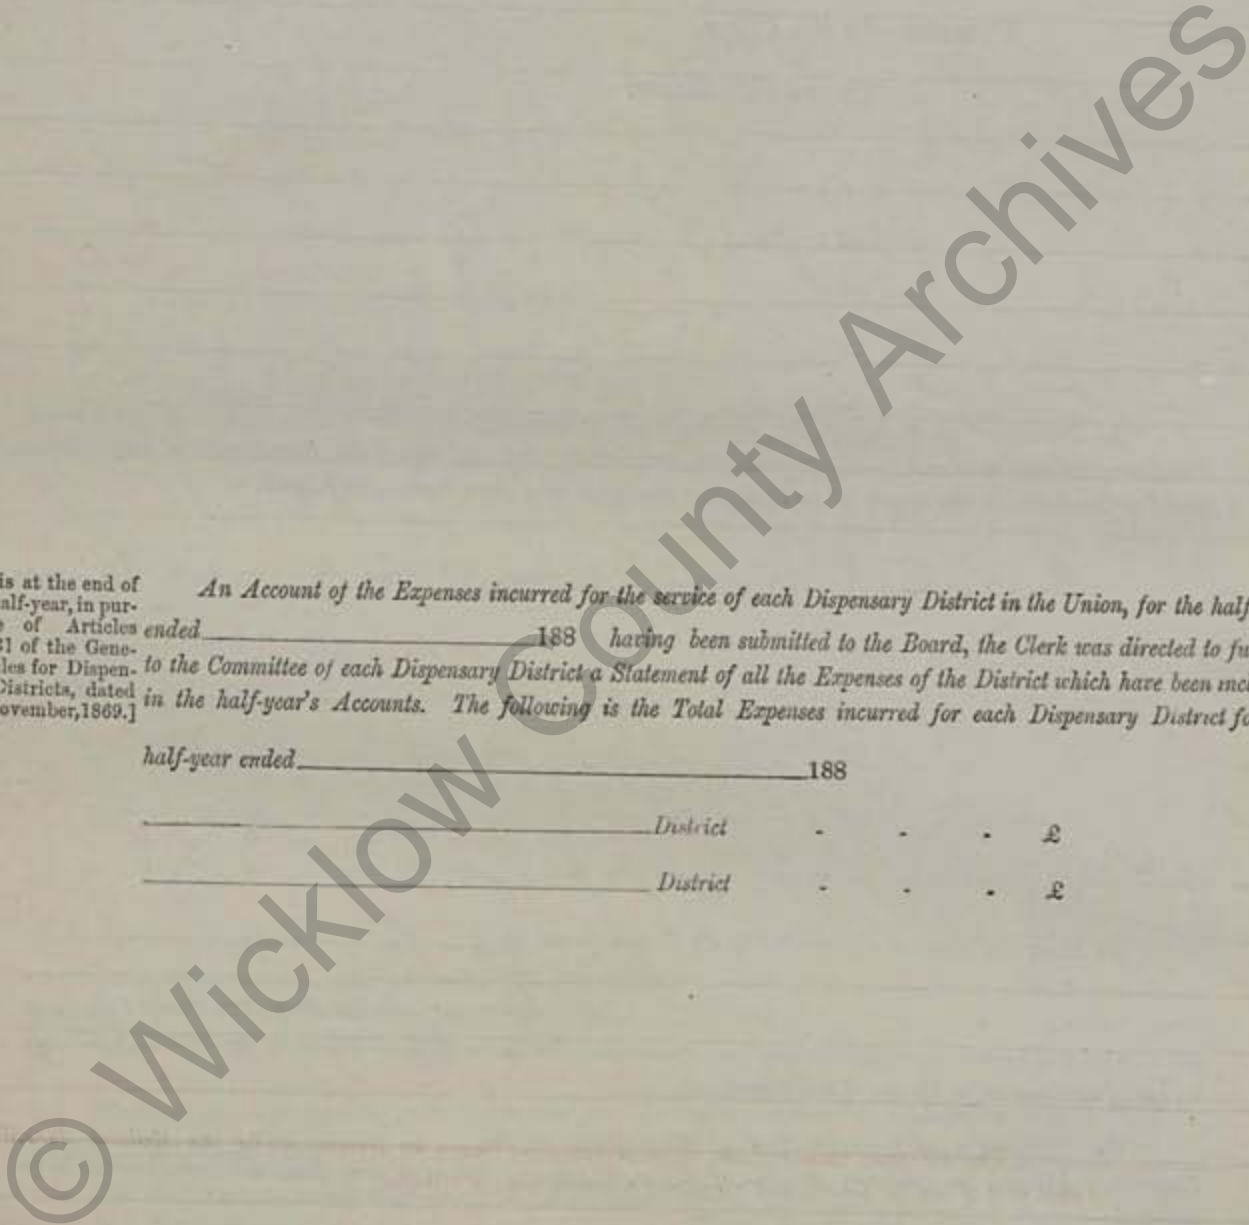 is at the end of
alf-year, in pur-
of Articles
31 of the Gene-
les for Dispen-
Districts, dated
ovember, 1869.]
An Account of the Expenses incurred for the service of each Dispensary District in the Union, for the half
ended 188 having been submitted to the Board, the Clerk was directed to fu
to the Committee of each Dispensary District a Statement of all the Expenses of the District which have been incl
in the half-year's Accounts. The following is the Total Expenses incurred for each Dispensary District fo
half-year ended 188
District - - - £
District - - - £
© Wicklow County Archives